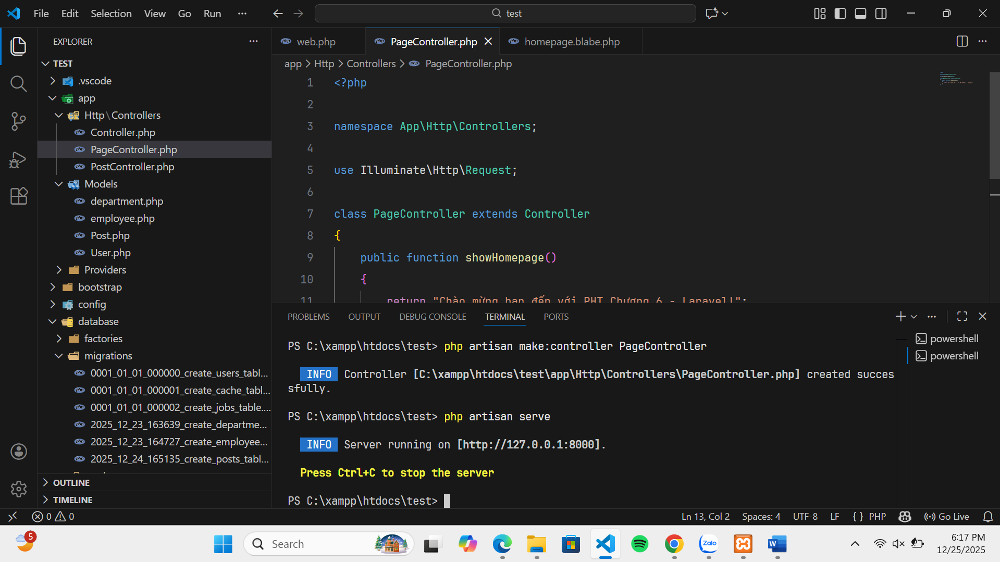 File Edit Selection View Go Run ··· test
EXPLORER
web.php PageController.php homepage.blabe.php
app > Http > Controllers > PageController.php
TEST
.vscode
app
Http\Controllers
Controller.php
PageController.php
PostController.php
Models
department.php
employee.php
Post.php
User.php
Providers
bootstrap
config
database
factories
migrations
0001_01_01_000000_create_users_tabl...
0001_01_01_000001_create_cache_tabl...
0001_01_01_000002_create_jobs_table....
2025_12_23_163639_create_departme...
2025_12_23_164727_create_employee...
2025_12_24_165135_create_posts_tabl...
OUTLINE
TIMELINE
1 <?php
2
3 namespace App\Http\Controllers;
4
5 use Illuminate\Http\Request;
6
7 class PageController extends Controller
8 {
9 public function showHomepage()
10 {
11 return "Chào mừng bạn đến với PHT Chương 6 - Laravel!";
PROBLEMS OUTPUT DEBUG CONSOLE TERMINAL PORTS
powershell
powershell
PS C:\xampp\htdocs\test> php artisan make:controller PageController
INFO Controller [C:\xampp\htdocs\test\app\Http\Controllers\PageController.php] created succes
sfully.
PS C:\xampp\htdocs\test> php artisan serve
INFO Server running on [http://127.0.0.1:8000].
Press Ctrl+C to stop the server
PS C:\xampp\htdocs\test>
0 0 Ln 13, Col 2 Spaces: 4 UTF-8 LF { } PHP Go Live
5 Search Zalo W 6:17 PM
12/25/2025